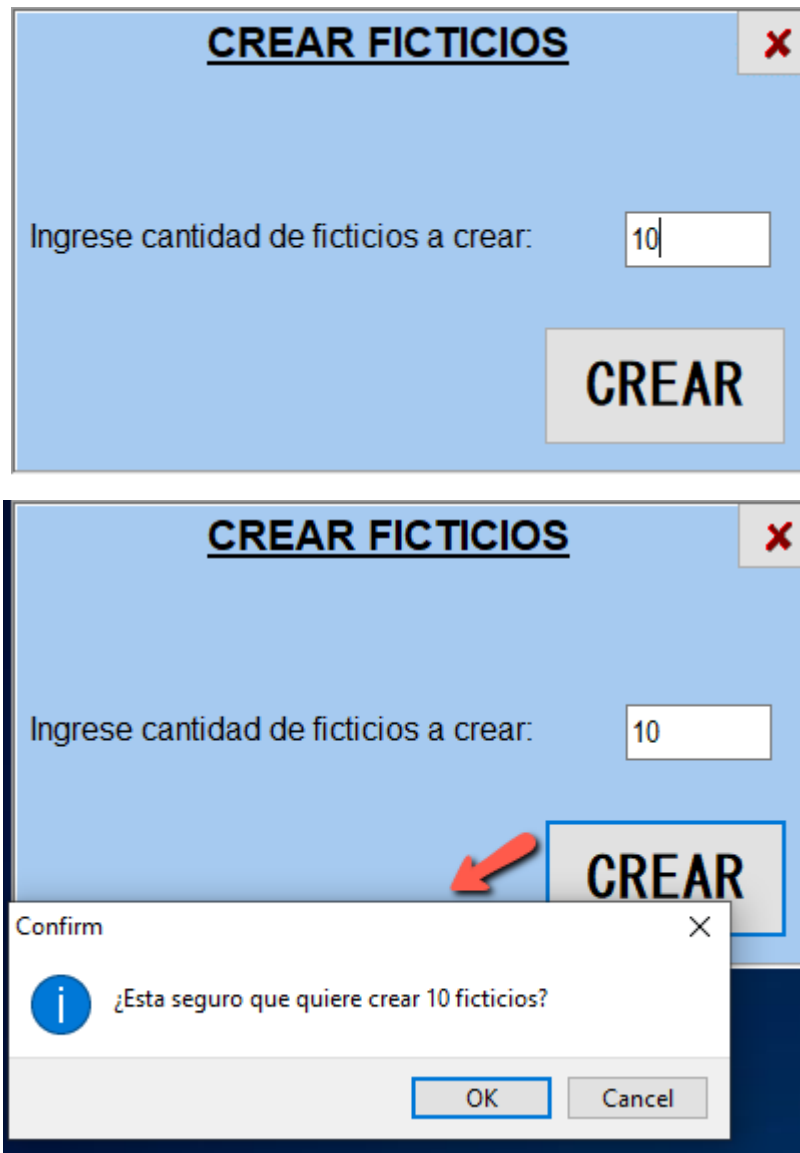 CREAR FICTICIOS
Ingrese cantidad de ficticios a crear:
10
CREAR
CREAR FICTICIOS
Ingrese cantidad de ficticios a crear:
10
CREAR
Confirm
¿Esta seguro que quiere crear 10 ficticios?
OK
Cancel